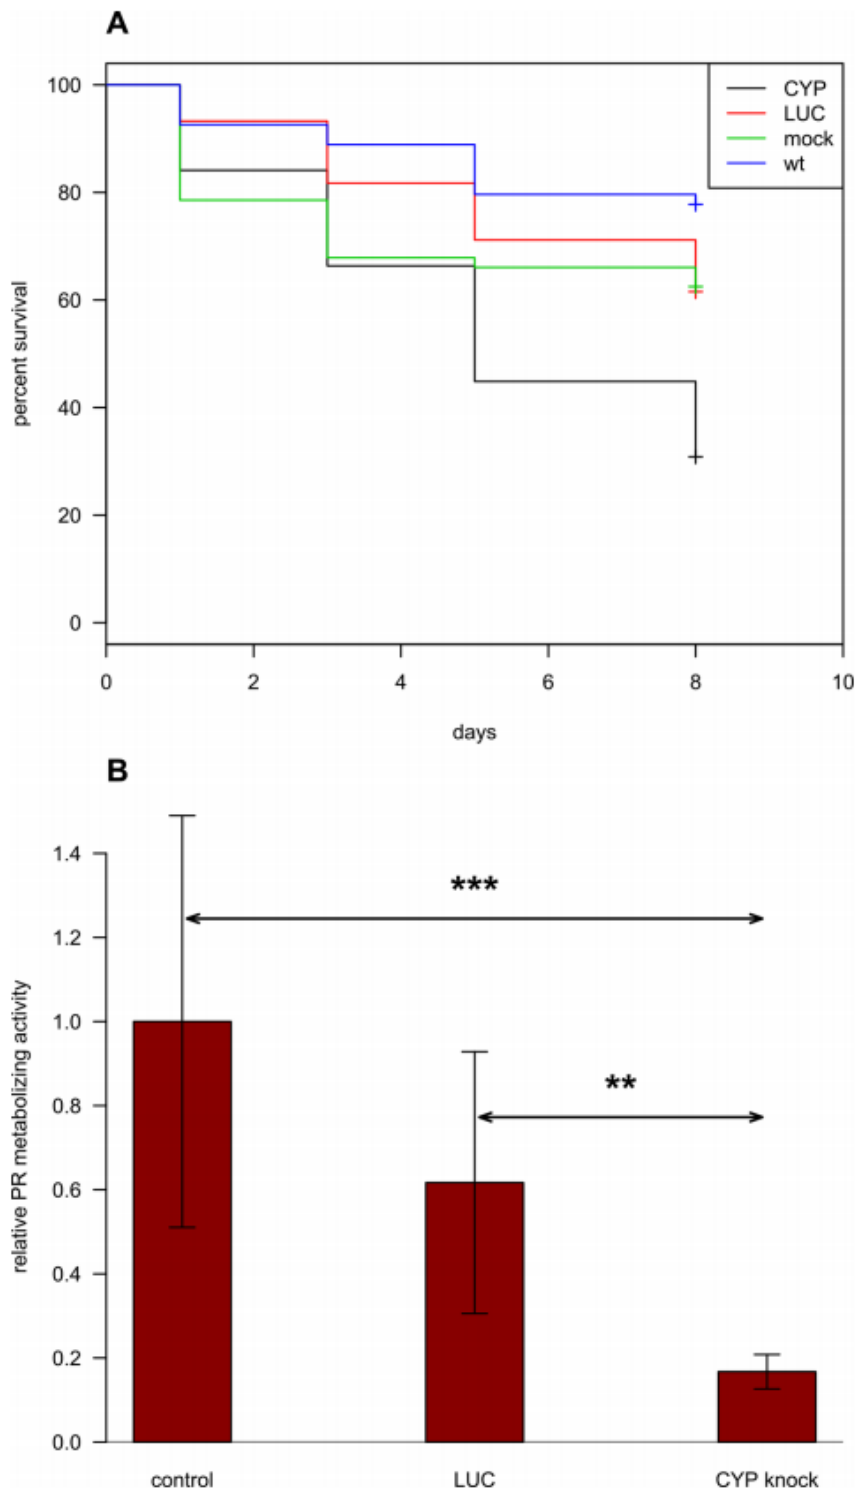 A
100
80
60
40
20
0
percent survival
CYP
LUC
mock
wt
0 2 4 6 8 10
days
B
1.4
1.2
1.0
0.8
0.6
0.4
0.2
0.0
relative PR metabolizing activity
***
**
control LUC CYP knock